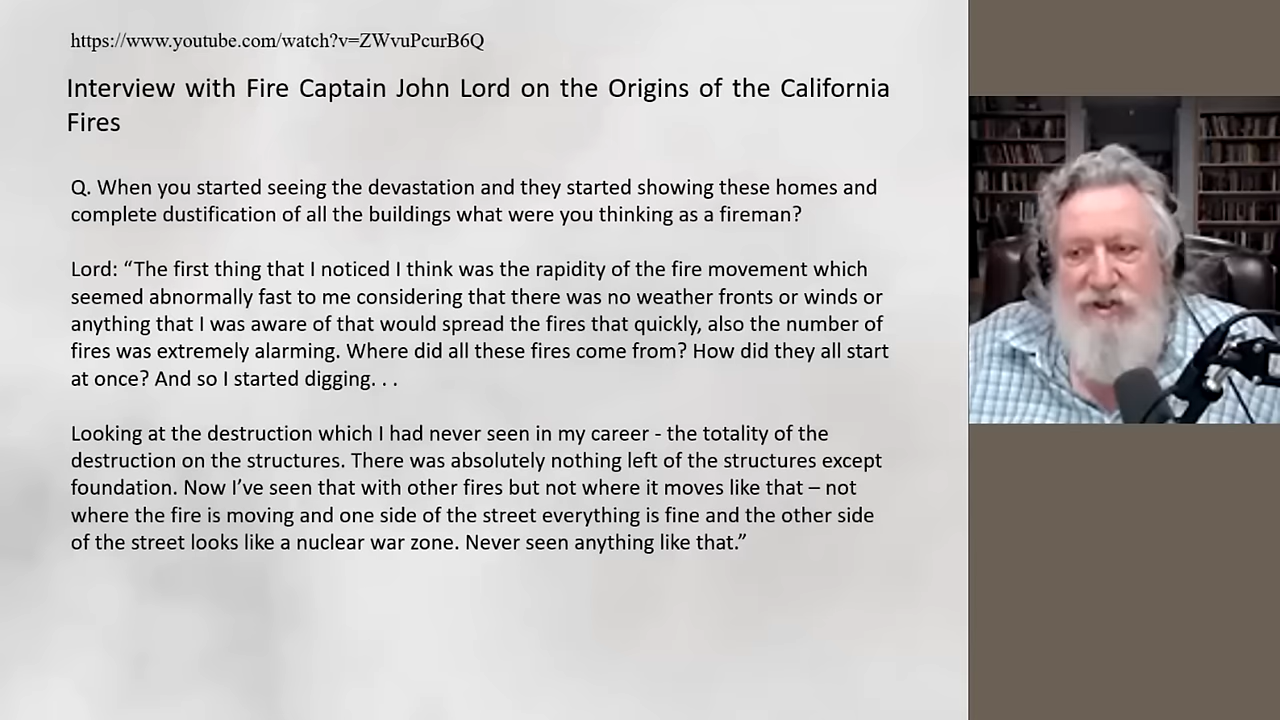 https://www.youtube.com/watch?v=ZWvuPcurB6Q
Interview with Fire Captain John Lord on the Origins of the California
Fires
Q. When you started seeing the devastation and they started showing these homes and
complete dustification of all the buildings what were you thinking as a fireman?
Lord: “The first thing that I noticed I think was the rapidity of the fire movement which
seemed abnormally fast to me considering that there was no weather fronts or winds or
anything that I was aware of that would spread the fires that quickly, also the number of
fires was extremely alarming. Where did all these fires come from? How did they all start
at once? And so I started digging. . .
Looking at the destruction which I had never seen in my career - the totality of the
destruction on the structures. There was absolutely nothing left of the structures except
foundation. Now I’ve seen that with other fires but not where it moves like that – not
where the fire is moving and one side of the street everything is fine and the other side
of the street looks like a nuclear war zone. Never seen anything like that.”